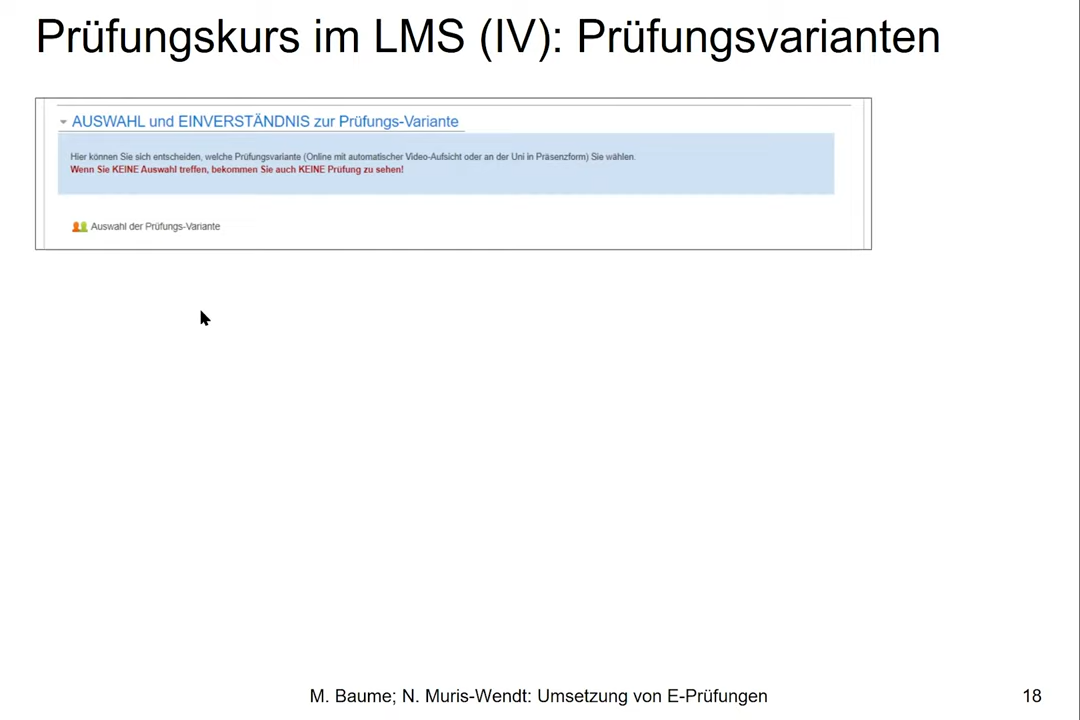 Prüfungskurs im LMS (IV): Prüfungsvarianten
AUSWAHL und EINVERSTÄNDNIS zur Prüfungs-Variante
Hier können Sie sich entscheiden, welche Prüfungsvariante (Online mit automatischer Video-Aufsicht oder an der Uni in Präsenzform) Sie wählen.
Wenn Sie KEINE Auswahl treffen, bekommen Sie auch KEINE Prüfung zu sehen!
Auswahl der Prüfungs-Variante
M. Baume; N. Muris-Wendt: Umsetzung von E-Prüfungen
18